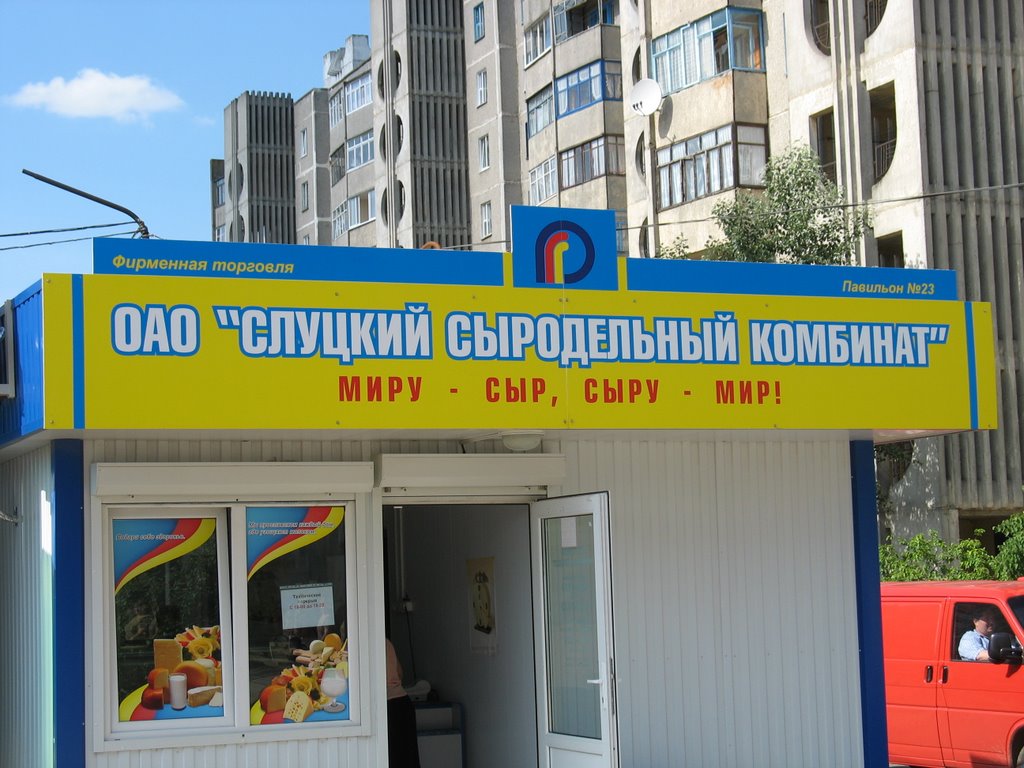 Фирменная торговля
Павильон №23
ОАО "СЛУЦКИЙ СЫРОДЕЛЬНЫЙ КОМБИНАТ"
МИРУ - СЫР, СЫРУ - МИР!